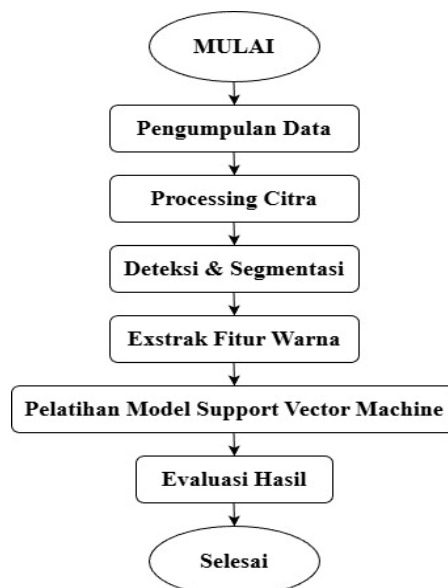 MULAI
Pengumpulan Data
Processing Citra
Deteksi & Segmentasi
Exstrak Fitur Warna
Pelatihan Model Support Vector Machine
Evaluasi Hasil
Selesai